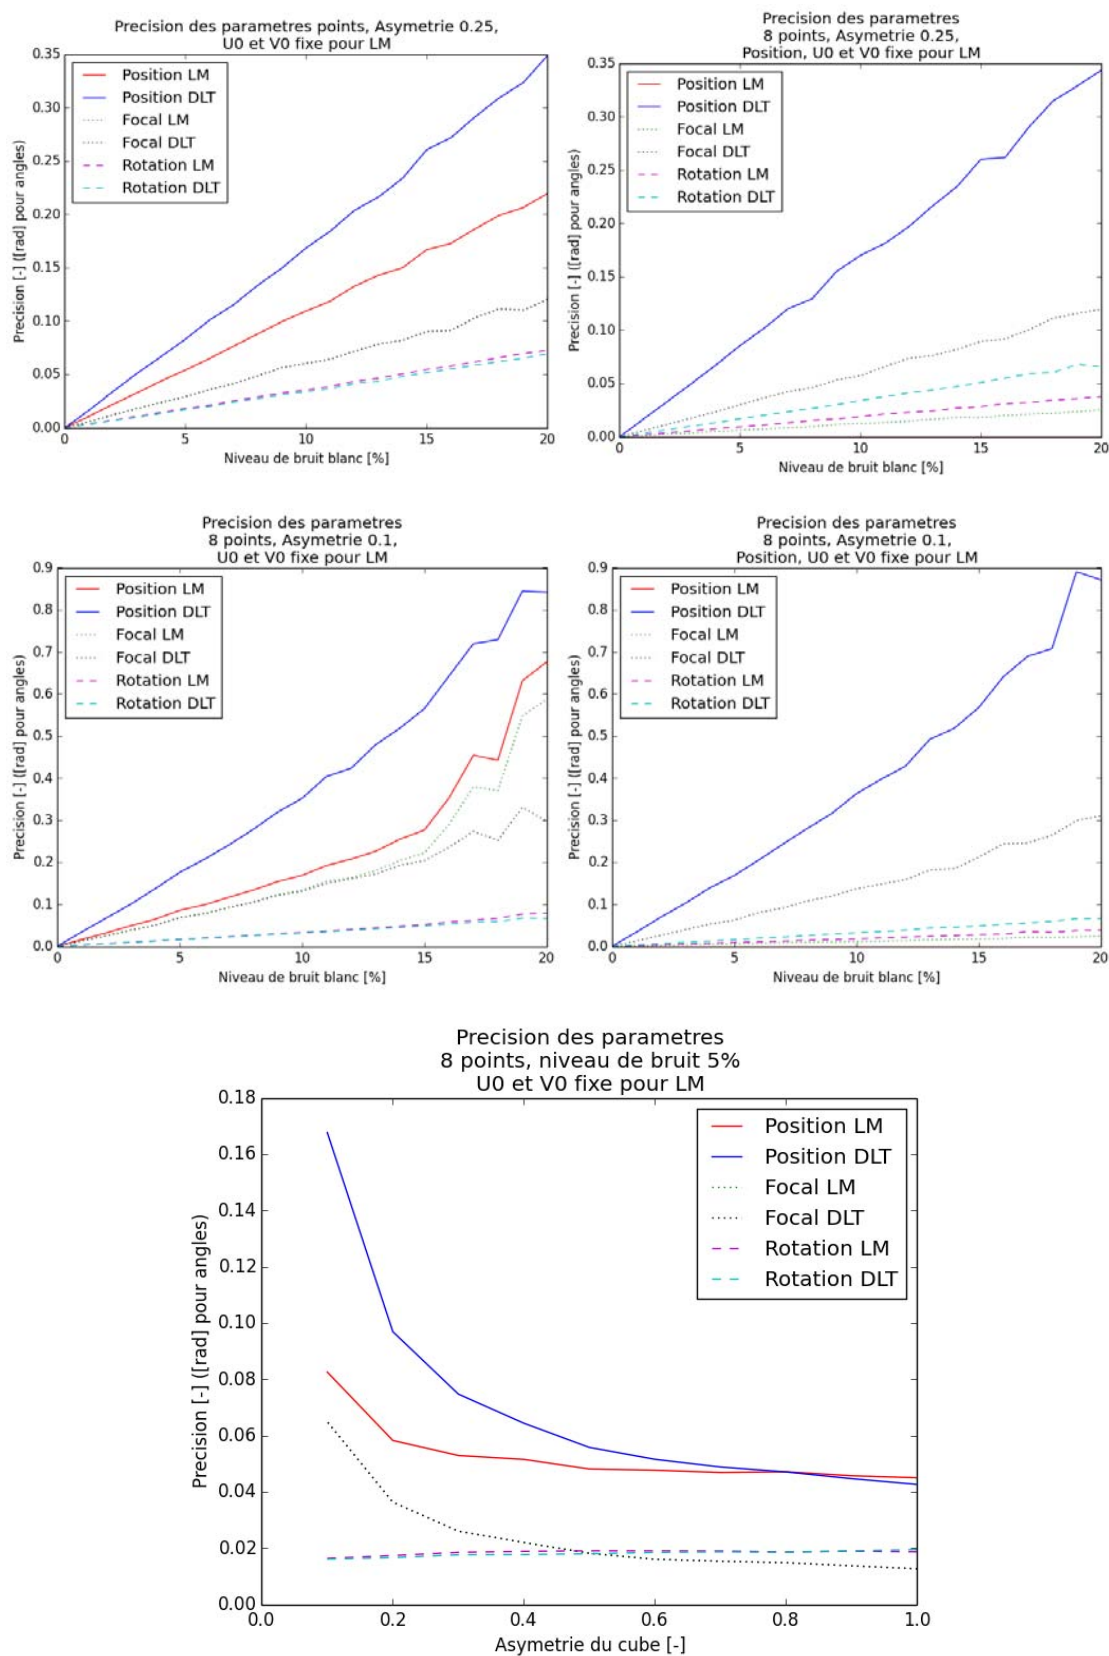 Precision des parametres points, Asymetrie 0.25,
U0 et V0 fixe pour LM
Precision [-] ([rad] pour angles)
0.35
0.30
0.25
0.20
0.15
0.10
0.05
0.00
Position LM
Position DLT
Focal LM
Focal DLT
Rotation LM
Rotation DLT
0 5 10 15 20
Niveau de bruit blanc [%]
Precision des parametres
8 points, Asymetrie 0.25,
Position, U0 et V0 fixe pour LM
Precision [-] ([rad] pour angles)
0.35
0.30
0.25
0.20
0.15
0.10
0.05
0.00
Position LM
Position DLT
Focal LM
Focal DLT
Rotation LM
Rotation DLT
0 5 10 15 20
Niveau de bruit blanc [%]
Precision des parametres
8 points, Asymetrie 0.1,
U0 et V0 fixe pour LM
Precision [-] ([rad] pour angles)
0.9
0.8
0.7
0.6
0.5
0.4
0.3
0.2
0.1
0.0
Position LM
Position DLT
Focal LM
Focal DLT
Rotation LM
Rotation DLT
0 5 10 15 20
Niveau de bruit blanc [%]
Precision des parametres
8 points, Asymetrie 0.1,
Position, U0 et V0 fixe pour LM
Precision [-] ([rad] pour angles)
0.9
0.8
0.7
0.6
0.5
0.4
0.3
0.2
0.1
0.0
Position LM
Position DLT
Focal LM
Focal DLT
Rotation LM
Rotation DLT
0 5 10 15 20
Niveau de bruit blanc [%]
Precision des parametres
8 points, niveau de bruit 5%
U0 et V0 fixe pour LM
Precision [-] ([rad] pour angles)
0.18
0.16
0.14
0.12
0.10
0.08
0.06
0.04
0.02
0.00
Position LM
Position DLT
Focal LM
Focal DLT
Rotation LM
Rotation DLT
0.0 0.2 0.4 0.6 0.8 1.0
Asymetrie du cube [-]